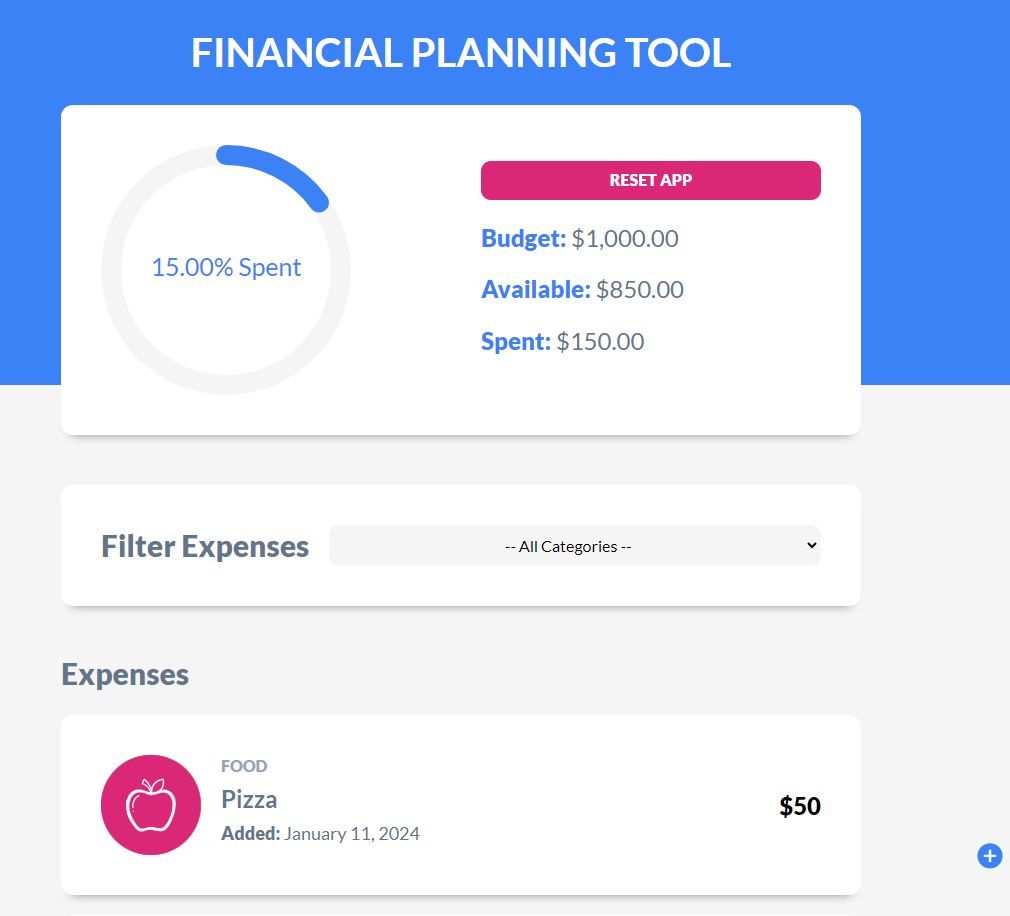 FINANCIAL PLANNING TOOL
15.00% Spent
RESET APP
Budget: $1,000.00
Available: $850.00
Spent: $150.00
Filter Expenses
-- All Categories --
Expenses
FOOD
Pizza
Added: January 11, 2024
$50